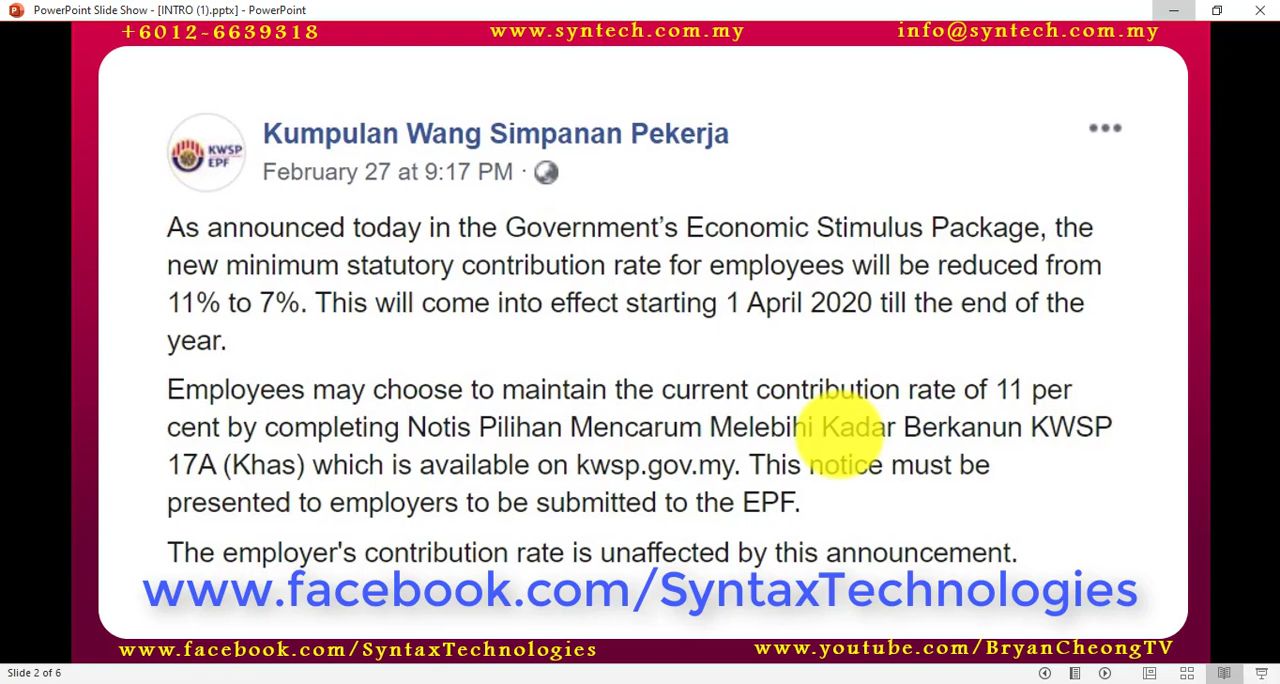 PowerPoint Slide Show - [INTRO (1).pptx] - PowerPoint
+6012-6639318 www.syntech.com.my info@syntech.com.my
KWSP
EPF
Kumpulan Wang Simpanan Pekerja
February 27 at 9:17 PM ·
As announced today in the Government’s Economic Stimulus Package, the
new minimum statutory contribution rate for employees will be reduced from
11% to 7%. This will come into effect starting 1 April 2020 till the end of the
year.
Employees may choose to maintain the current contribution rate of 11 per
cent by completing Notis Pilihan Mencarum Melebihi Kadar Berkanun KWSP
17A (Khas) which is available on kwsp.gov.my. This notice must be
presented to employers to be submitted to the EPF.
The employer's contribution rate is unaffected by this announcement.
www.facebook.com/SyntaxTechnologies
www.facebook.com/SyntaxTechnologies www.youtube.com/BryanCheongTV
Slide 2 of 6